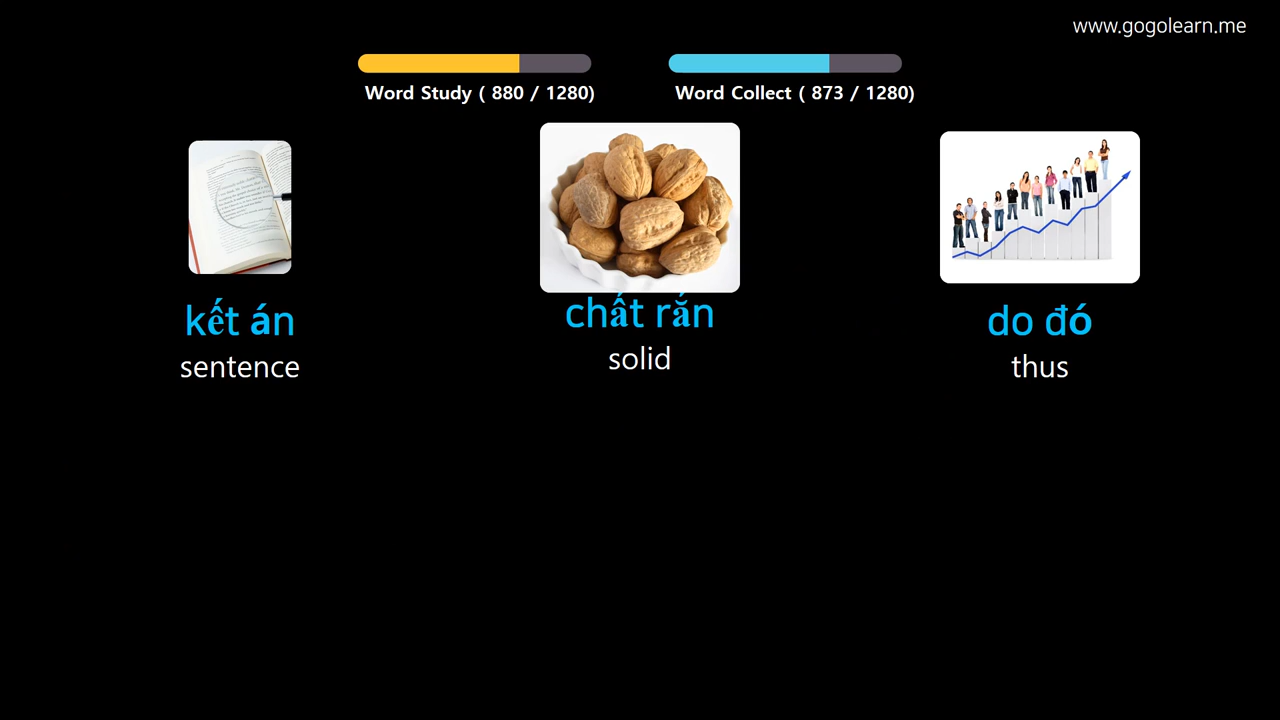 www.gogolearn.me
Word Study ( 880 / 1280)
Word Collect ( 873 / 1280)
kết án
sentence
chất rắn
solid
do đó
thus